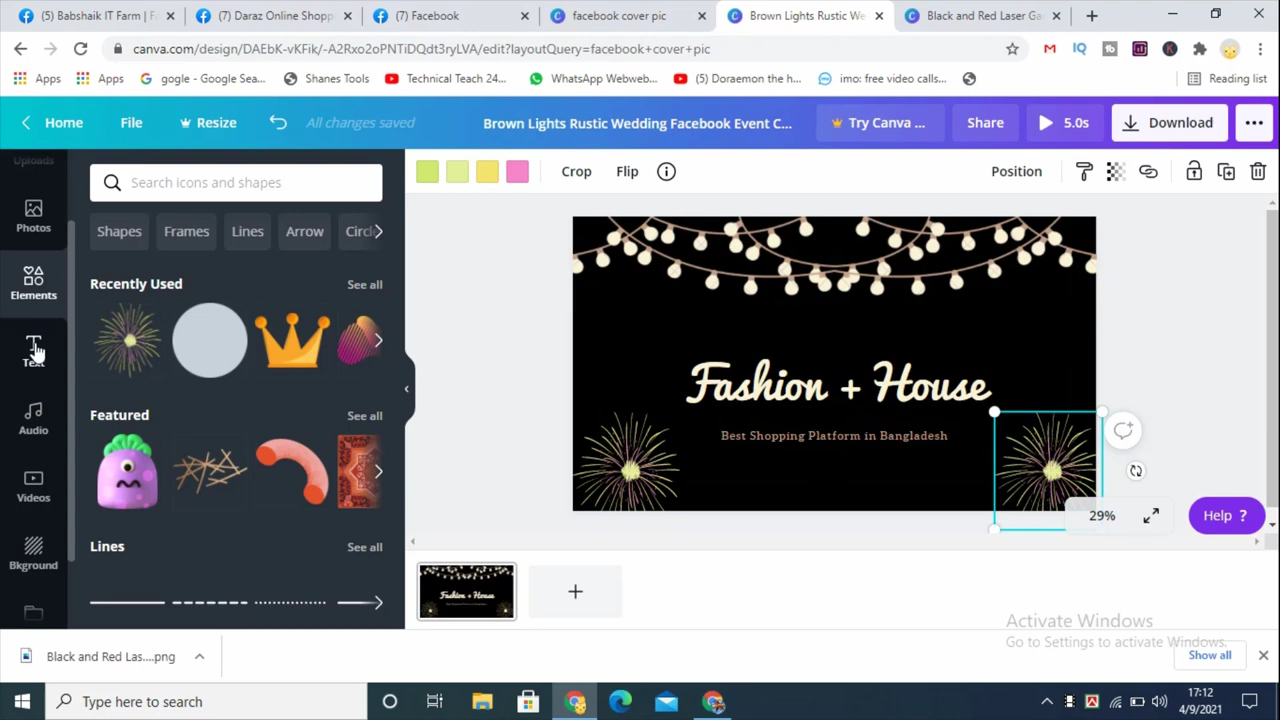 (5) Babshaik IT Farm | F
(7) Daraz Online Shopp
(7) Facebook
facebook cover pic
Brown Lights Rustic We
Black and Red Laser Ga
canva.com/design/DAEbK-vKFik/-A2Rxo2oPNTiDQdt3ryLVA/edit?layoutQuery=facebook+cover+pic
Apps
Apps
gogle - Google Sea...
Shanes Tools
Technical Teach 24...
WhatsApp Webweb...
(5) Doraemon the h...
imo: free video calls...
Reading list
Home
File
Resize
All changes saved
Brown Lights Rustic Wedding Facebook Event C...
Try Canva ...
Share
5.0s
Download
Uploads
Photos
Elements
Text
Audio
Videos
Bkground
Search icons and shapes
Shapes
Frames
Lines
Arrow
Circl
Recently Used
See all
Featured
See all
Lines
See all
Crop
Flip
Position
Fashion + House
Best Shopping Platform in Bangladesh
29%
Help ?
Fashion + House
Activate Windows
Go to Settings to activate Windows.
Black and Red Las....png
Show all
Type here to search
17:12
4/9/2021